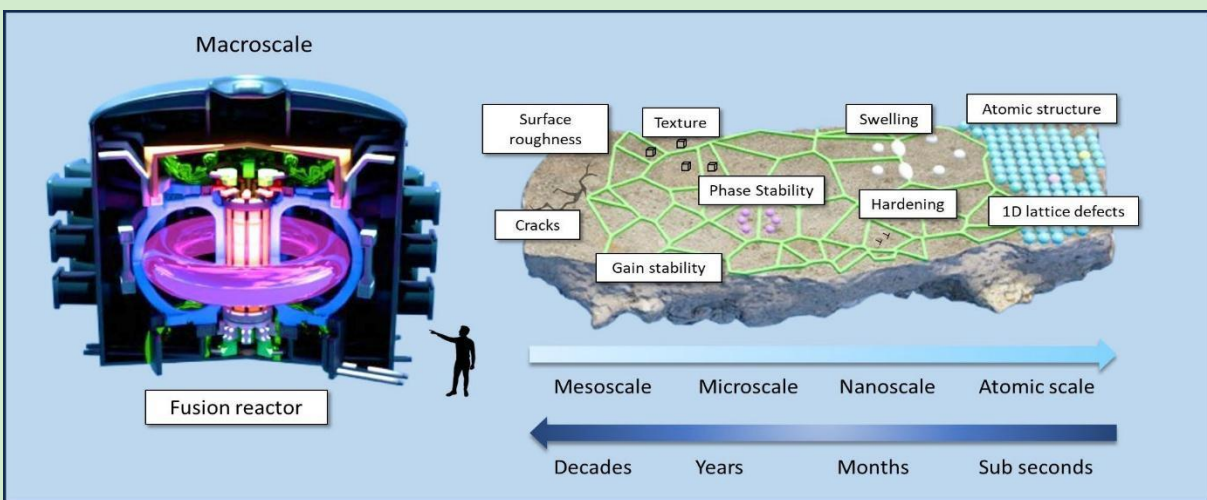 Macroscale
Fusion reactor
Surface
roughness
Texture
Swelling
Atomic structure
Phase Stability
Hardening
Cracks
1D lattice defects
Gain stability
Mesoscale Microscale Nanoscale Atomic scale
Decades Years Months Sub seconds